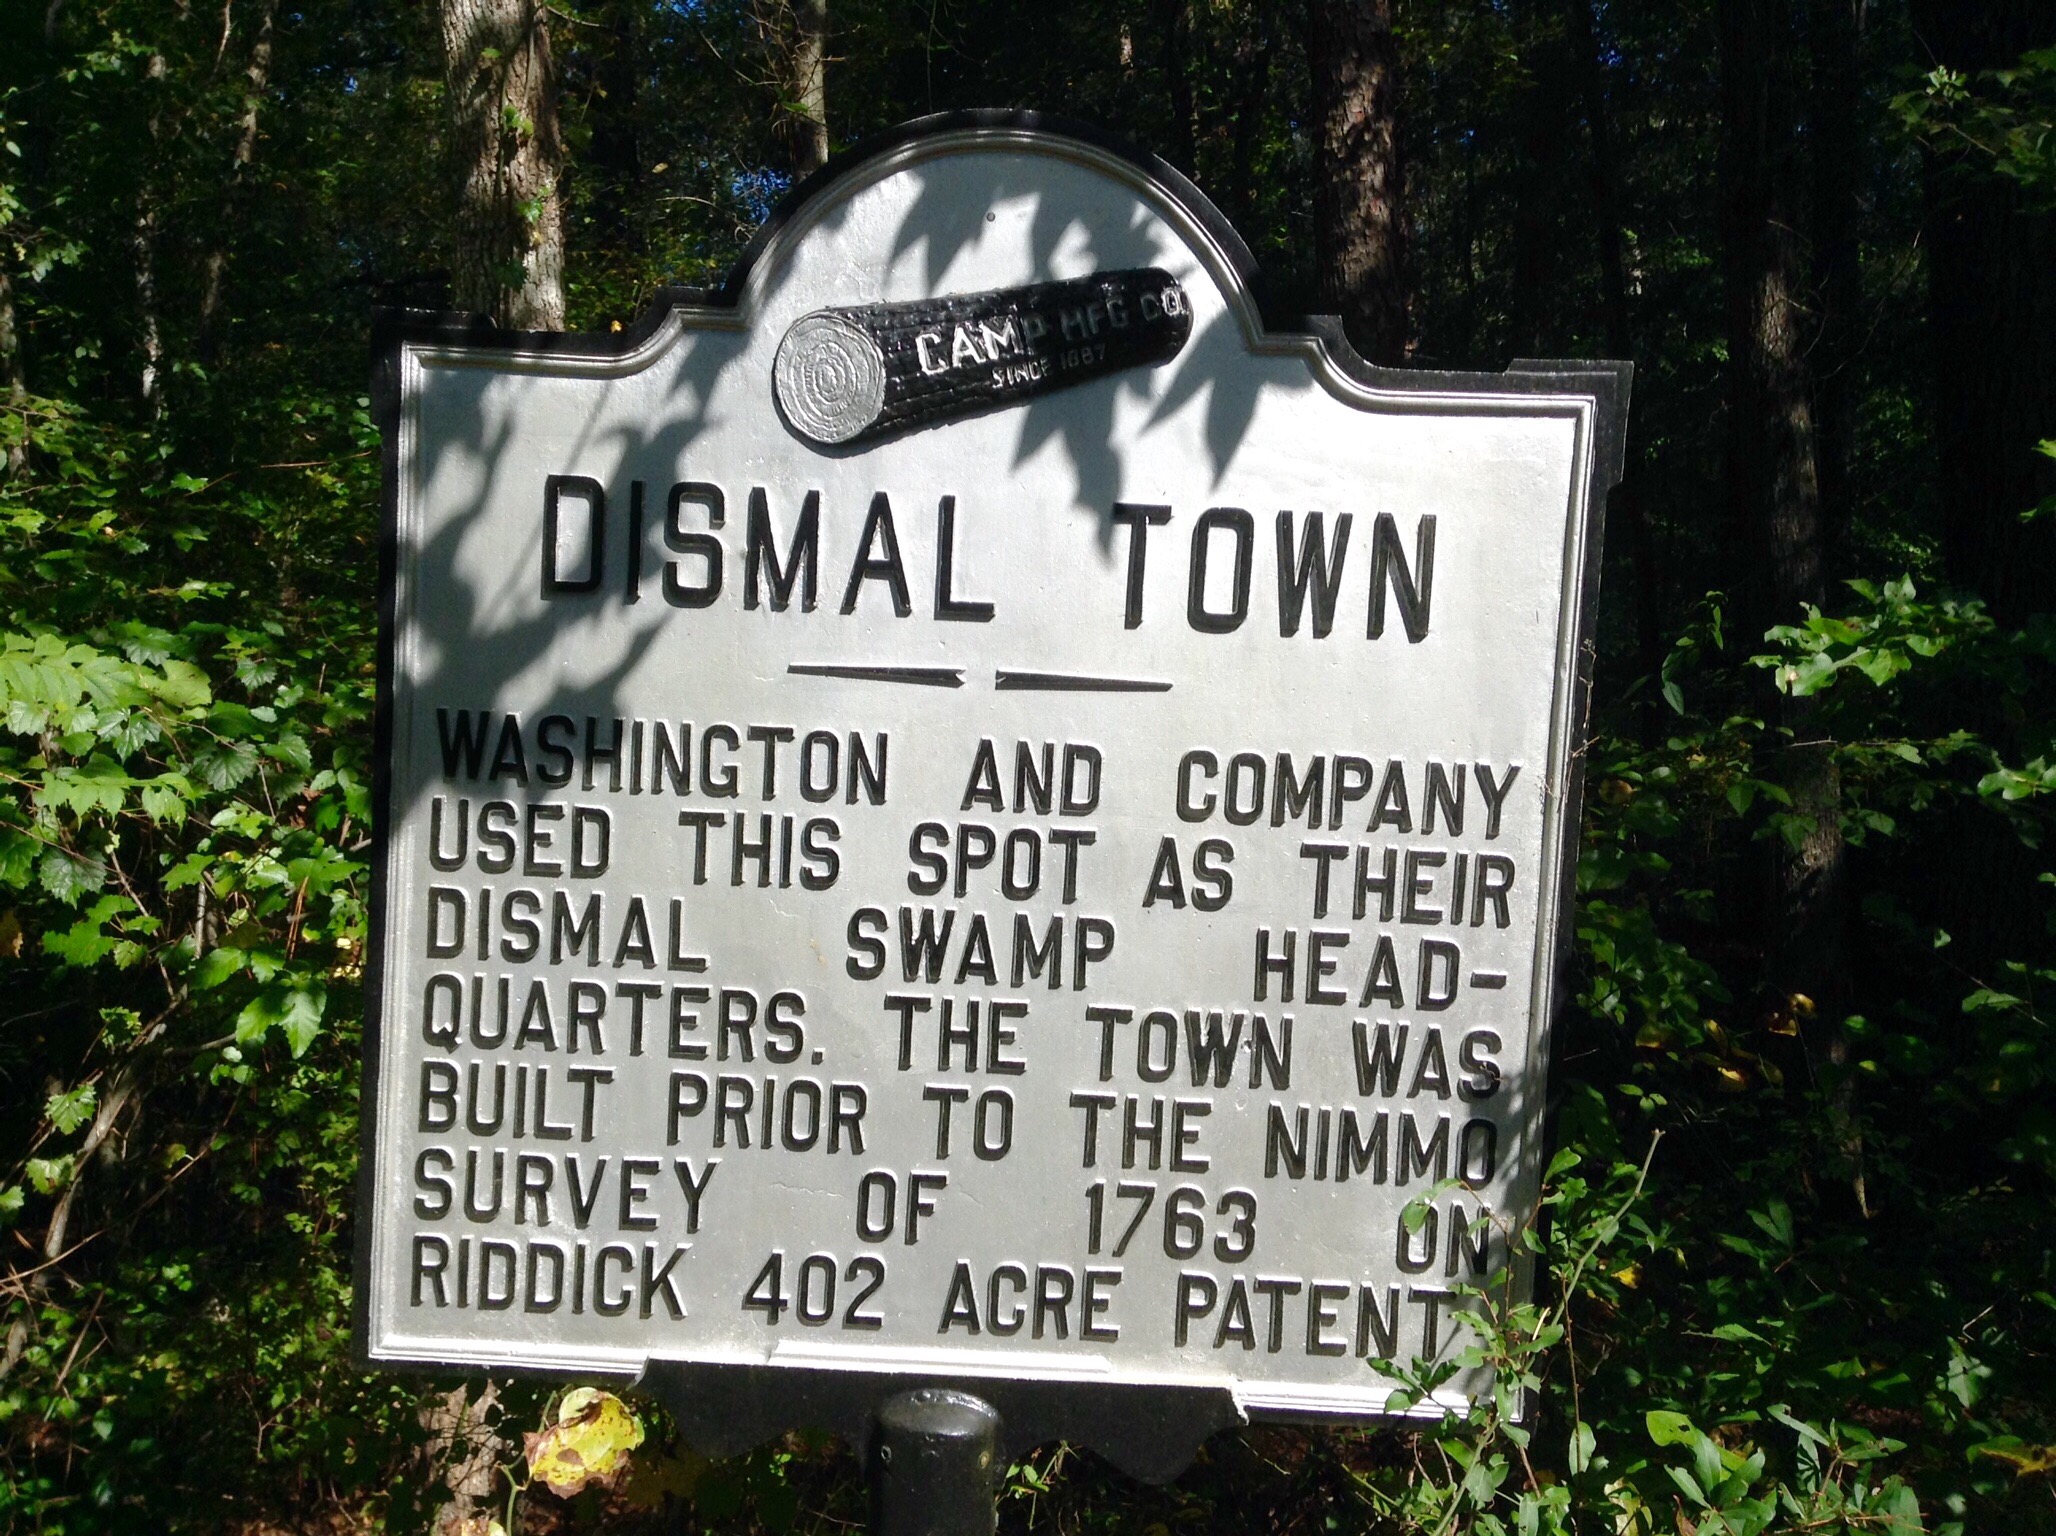 CAMP MFG CO.
SINCE 1887
DISMAL TOWN
WASHINGTON AND COMPANY
USED THIS SPOT AS THEIR
DISMAL SWAMP HEAD-
QUARTERS. THE TOWN WAS
BUILT PRIOR TO THE NIMMO
SURVEY OF 1763 ON
RIDDICK 402 ACRE PATENT